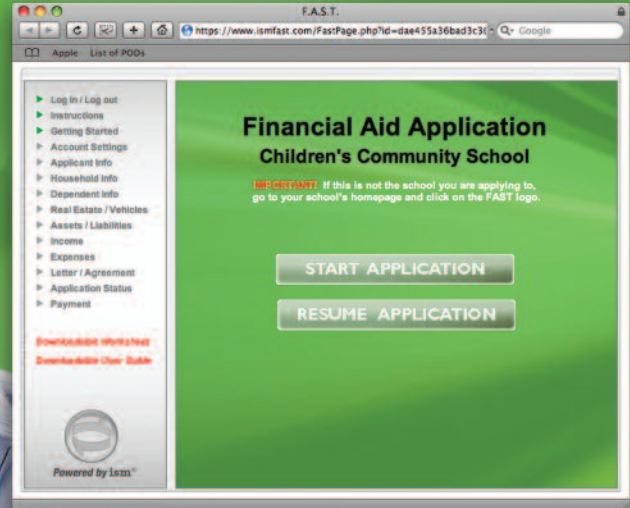 F.A.S.T.
https://www.ismfast.com/FastPage.php?id=dae455a36bad3c3
Google
Apple List of PODs
Log in / Log out
Instructions
Getting Started
Account Settings
Applicant Info
Household Info
Dependent Info
Real Estate / Vehicles
Assets / Liabilities
Income
Expenses
Letter / Agreement
Application Status
Payment
Downloadable Worksheet
Downloadable User Guide
Powered by ism
Financial Aid Application
Children's Community School
IMPORTANT! If this is not the school you are applying to,
go to your school's homepage and click on the FAST logo.
START APPLICATION
RESUME APPLICATION